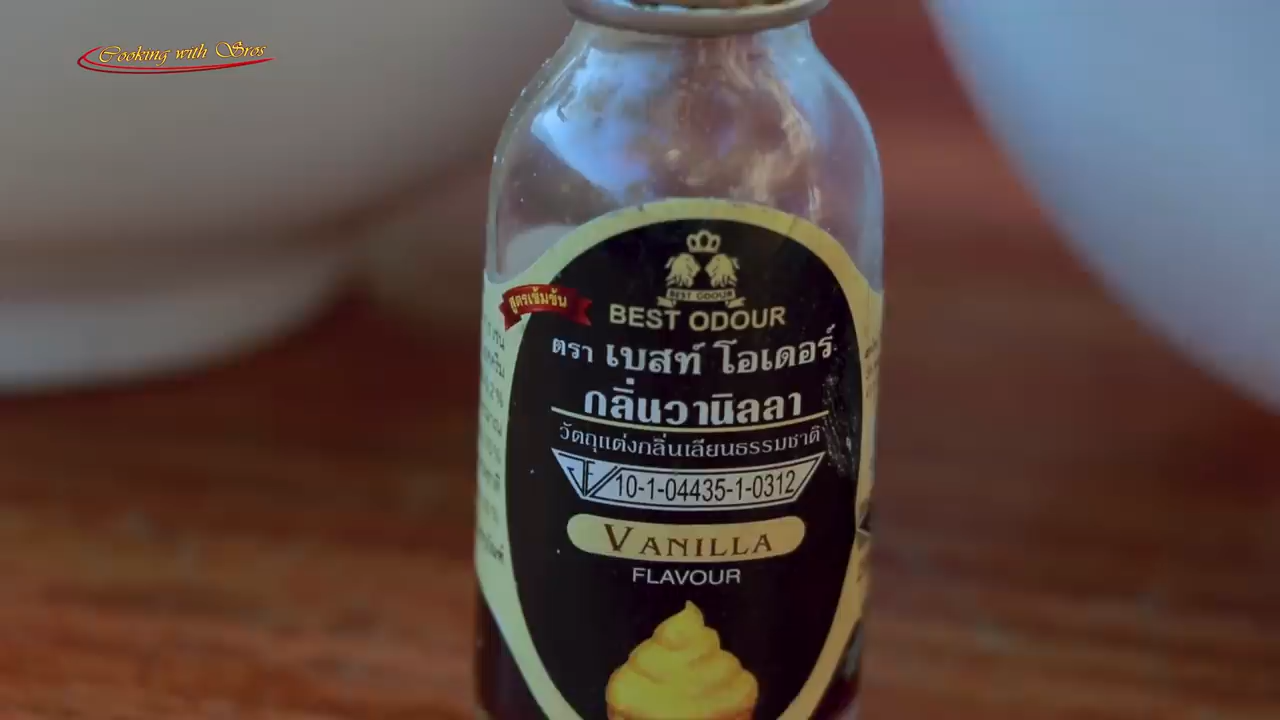 Cooking with Sros
BEST ODOUR
สูตรเข้มข้น
BEST ODOUR
ตรา เบสท์ โอเดอร์
กลิ่นวานิลลา
วัตถุแต่งกลิ่นเลียนธรรมชาติ
10-1-04435-1-0312
VANILLA
FLAVOUR